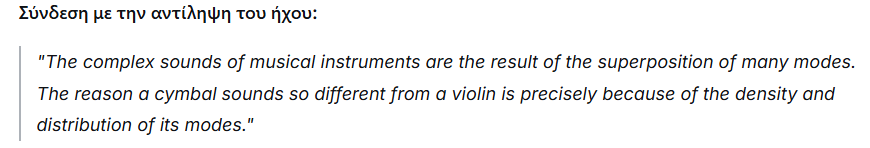 Σύνδεση με την αντίληψη του ήχου:
"The complex sounds of musical instruments are the result of the superposition of many modes.
The reason a cymbal sounds so different from a violin is precisely because of the density and
distribution of its modes."